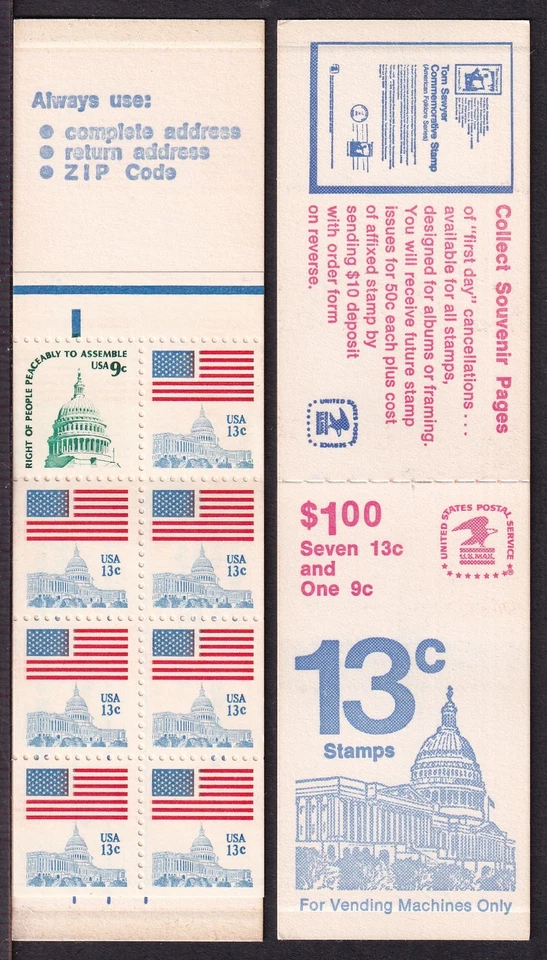 Always use:
complete address
return address
ZIP Code
RIGHT OF PEOPLE PEACEABLY TO ASSEMBLE
USA 9c
USA
13c
USA
13c
USA
13c
USA
13c
USA
13c
USA
13c
USA
13c
Tom Sawyer
Commemorative Stamp
(American Folklore Series)
Collect Souvenir Pages
of "first day" cancellations . . .
available for all stamps,
designed for albums or framing.
You will receive future stamp
issues for 50c each plus cost
of affixed stamp by
sending $10 deposit
with order form
on reverse.
UNITED STATES POSTAL SERVICE
U.S. MAIL
$1.00
Seven 13c
and
One 9c
UNITED STATES POSTAL SERVICE
U.S. MAIL
13c
Stamps
For Vending Machines Only